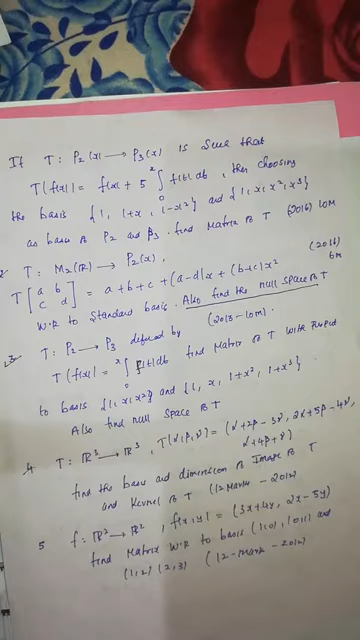 If T: P₂(x) → P₃(x) is such that
T(f(x)) = f(x) + 5 ∫₀ˣ f(t)dt, then choosing
the basis {1, 1+x, 1-x²} and {1, x, x², x³}
as bases of P₂ and P₃. find Matrix of T (2016) 10M
2 T: M₂(R) → P₂(x),
T[a b; c d] = a+b+c + (a-d)x + (b+c)x² (2016) 6m
W.R to standard basis. Also find the null space of T
(2018-10m).
3 T: P₂ → P₃ defined by
T(f(x)) = ∫₀ˣ f(t)dt find Matrix of T with respect
to basis {1, x, x²} and {1, x, 1+x², 1+x³}.
Also find null space of T
4 T: R³ → R³, T(α, β, γ) = (α+2β-3γ, 2α+5β-4γ,
α+4β+γ)
find the basis and dimension of Image of T
and Kernel of T (12 Marks - 2012)
5 f: R² → R², f(x,y) = (3x+4y, 2x-5y)
find Matrix W.R to basis (1,0), (0,1) and
(1,2) (2,3) (12-Mark-2012)